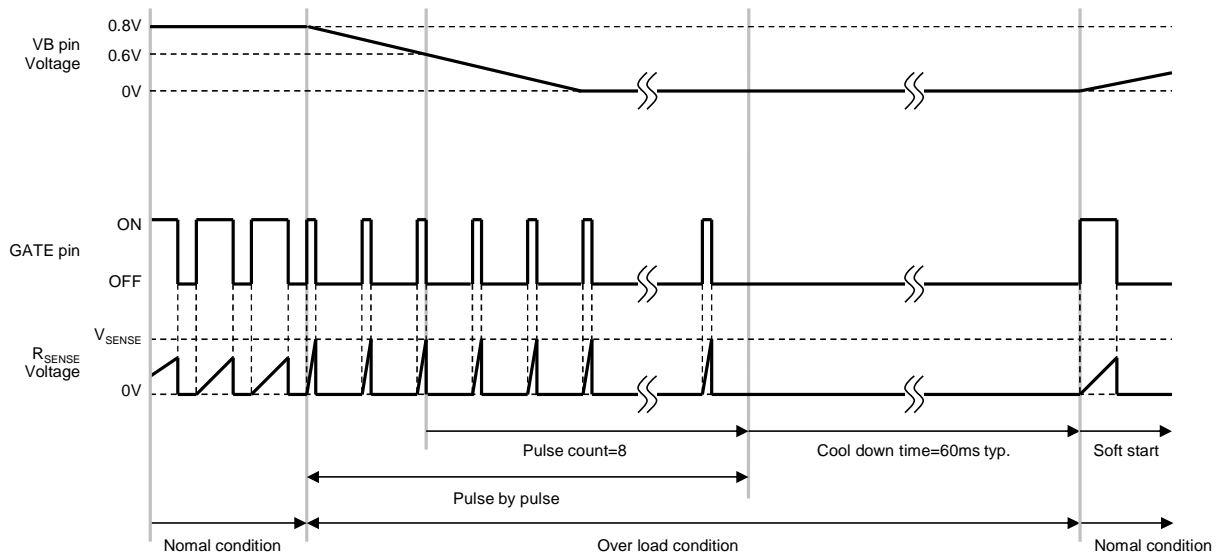 0.8V
VB pin
Voltage
0.6V
0V
ON
GATE pin
OFF
VSENSE
RSENSE
Voltage
0V
Pulse count=8
Cool down time=60ms typ.
Soft start
Pulse by pulse
Nomal condition
Over load condition
Nomal condition